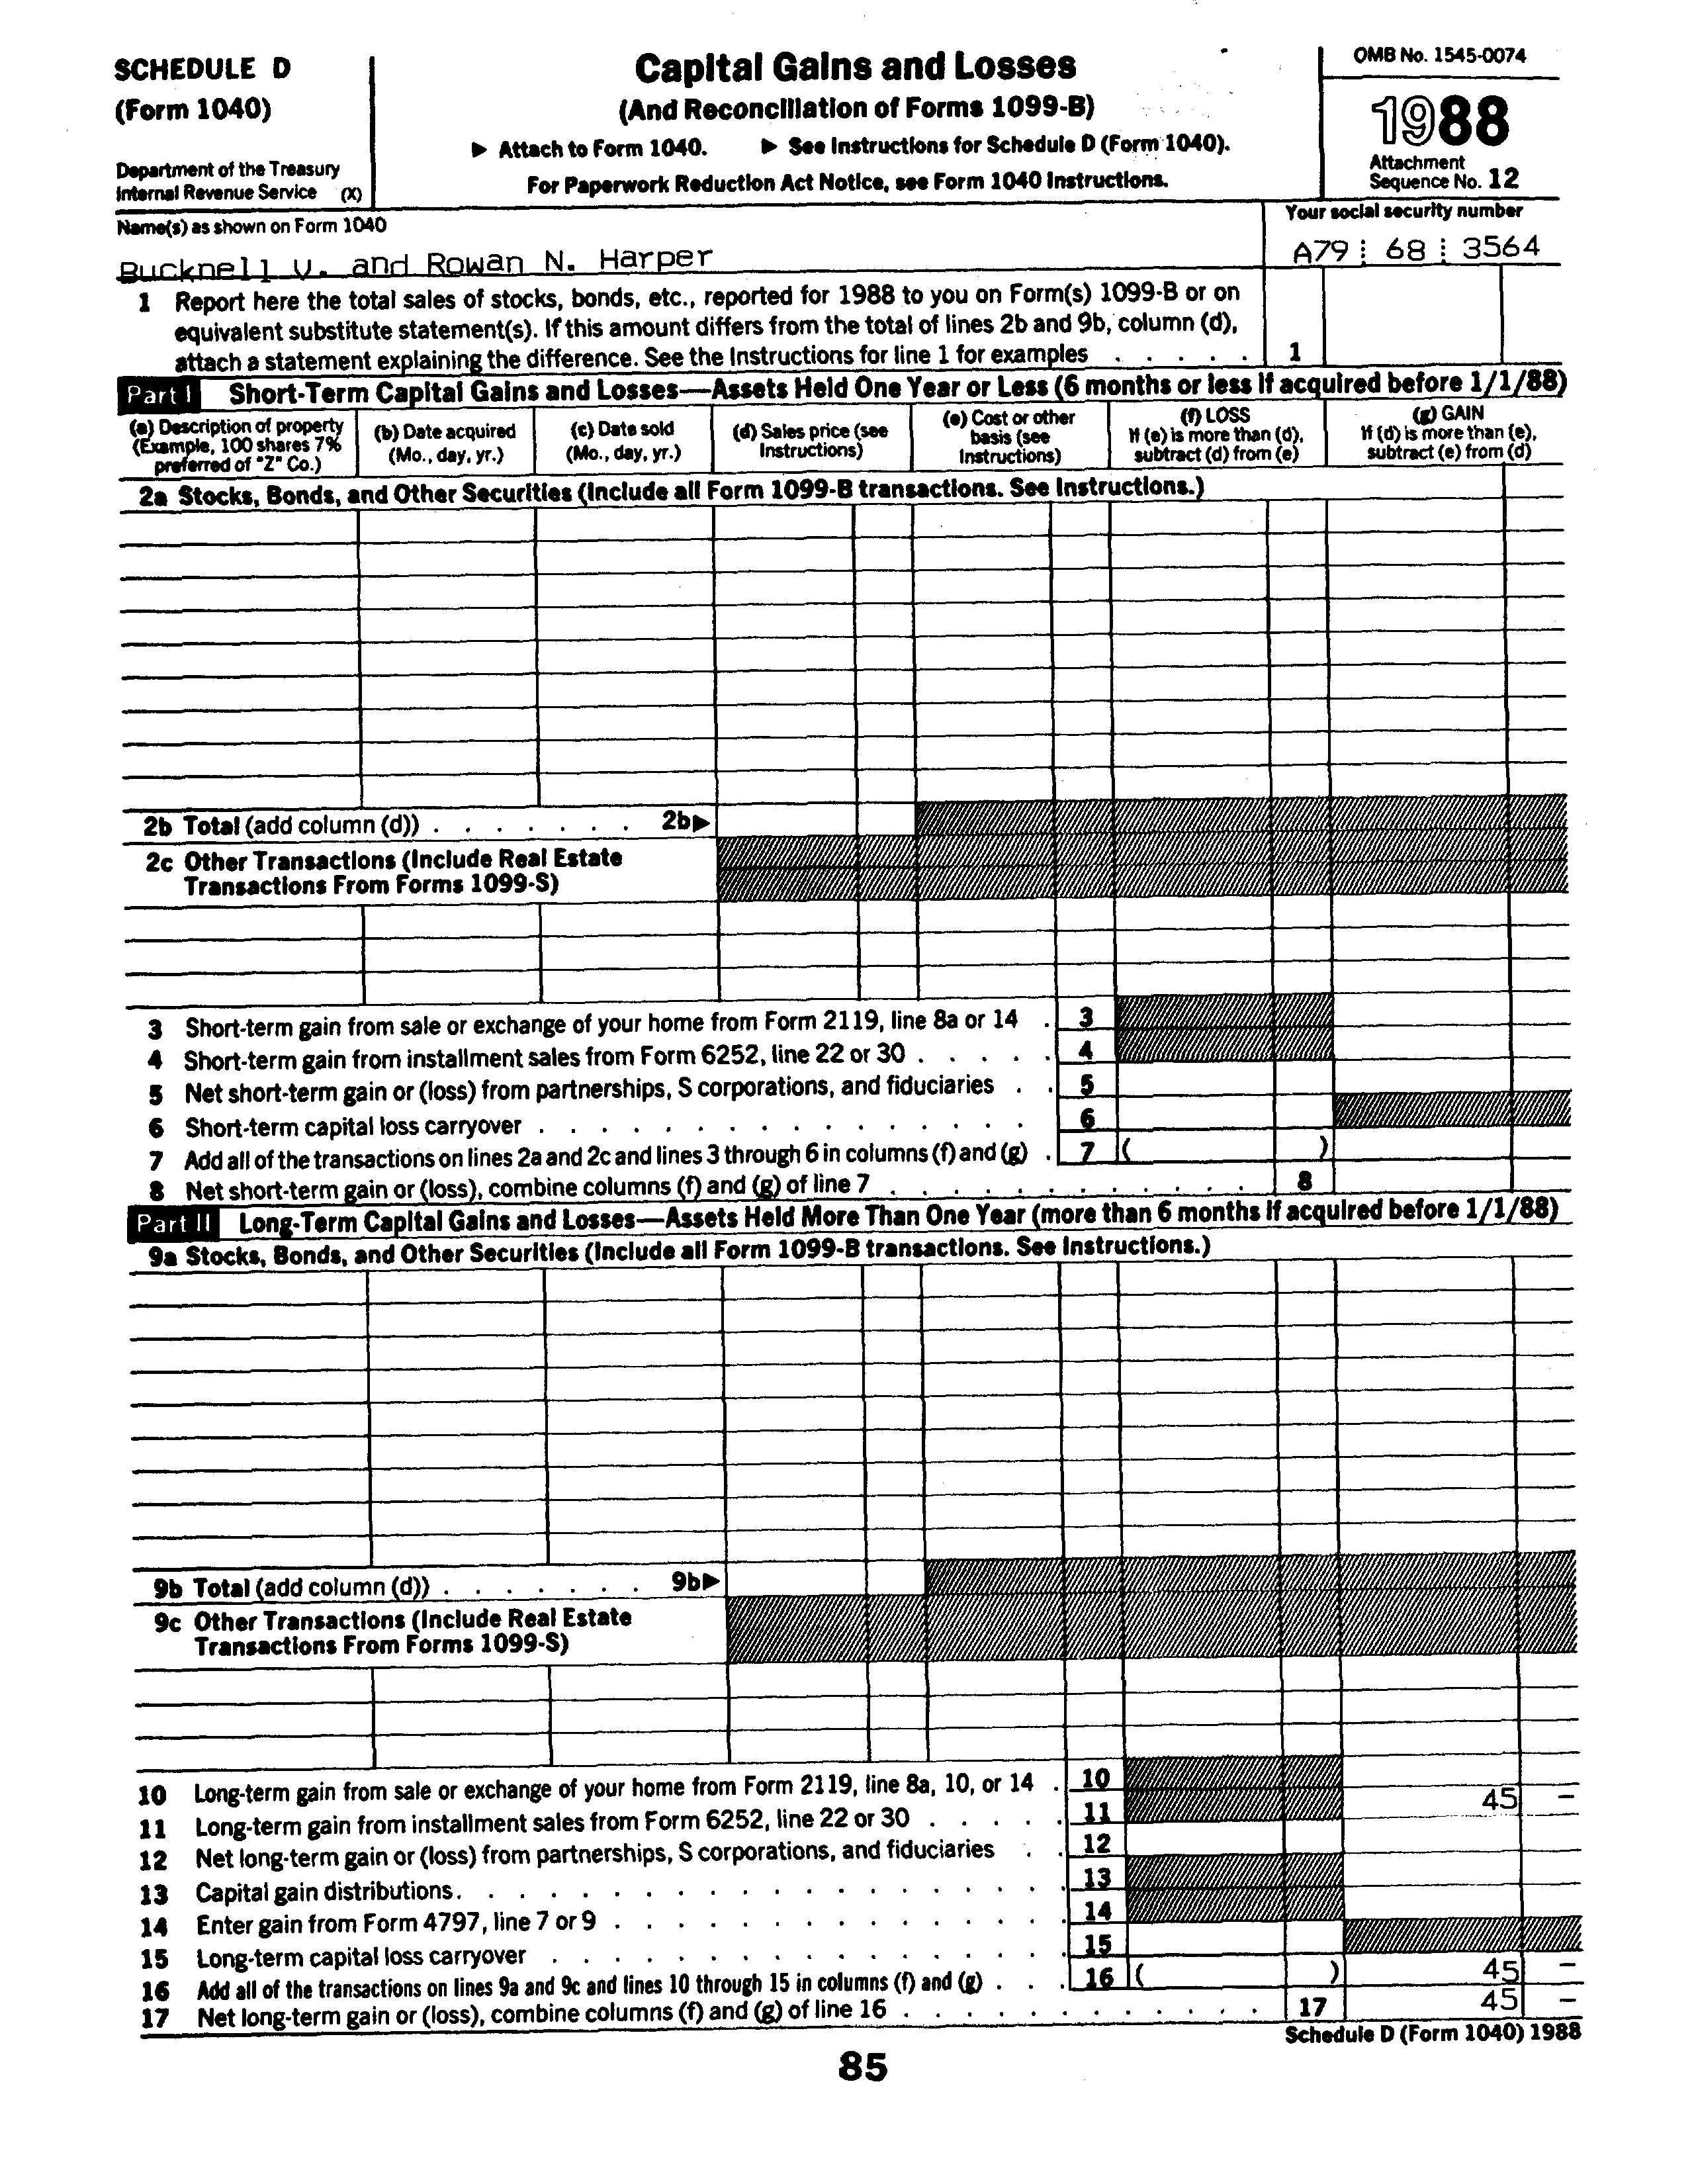 SCHEDULE D
(Form 1040)
Department of the Treasury
Internal Revenue Service (X)
Capital Gains and Losses
(And Reconciliation of Forms 1099-B)
▶ Attach to Form 1040. ▶ See Instructions for Schedule D (Form 1040).
For Paperwork Reduction Act Notice, see Form 1040 Instructions.
OMB No. 1545-0074
1988
Attachment
Sequence No. 12
Name(s) as shown on Form 1040
Bucknell V. and Rowan N. Harper
Your social security number
A79 68 3564
1 Report here the total sales of stocks, bonds, etc., reported for 1988 to you on Form(s) 1099-B or on
equivalent substitute statement(s). If this amount differs from the total of lines 2b and 9b, column (d),
attach a statement explaining the difference. See the Instructions for line 1 for examples . . . . . 1
Part I Short-Term Capital Gains and Losses—Assets Held One Year or Less (6 months or less if acquired before 1/1/88)
(a) Description of property
(Example, 100 shares 7%
preferred of "Z" Co.)
(b) Date acquired
(Mo., day, yr.)
(c) Date sold
(Mo., day, yr.)
(d) Sales price (see
Instructions)
(e) Cost or other
basis (see
Instructions)
(f) LOSS
If (e) is more than (d),
subtract (d) from (e)
(g) GAIN
If (d) is more than (e),
subtract (e) from (d)
2a Stocks, Bonds, and Other Securities (Include all Form 1099-B transactions. See Instructions.)
2b Total (add column (d)) . . . . . . . 2b▶
2c Other Transactions (Include Real Estate
Transactions From Forms 1099-S)
3 Short-term gain from sale or exchange of your home from Form 2119, line 8a or 14 . 3
4 Short-term gain from installment sales from Form 6252, line 22 or 30 . . . . . 4
5 Net short-term gain or (loss) from partnerships, S corporations, and fiduciaries . . 5
6 Short-term capital loss carryover . . . . . . . . . . . . . . . 6
7 Add all of the transactions on lines 2a and 2c and lines 3 through 6 in columns (f) and (g) . 7 ( )
8 Net short-term gain or (loss), combine columns (f) and (g) of line 7 . . . . . . . . . . . . 8
Part II Long-Term Capital Gains and Losses—Assets Held More Than One Year (more than 6 months if acquired before 1/1/88)
9a Stocks, Bonds, and Other Securities (Include all Form 1099-B transactions. See Instructions.)
9b Total (add column (d)) . . . . . . . 9b▶
9c Other Transactions (Include Real Estate
Transactions From Forms 1099-S)
10 Long-term gain from sale or exchange of your home from Form 2119, line 8a, 10, or 14 . 10
11 Long-term gain from installment sales from Form 6252, line 22 or 30 . . . . . 11 45 –
12 Net long-term gain or (loss) from partnerships, S corporations, and fiduciaries . . 12
13 Capital gain distributions . . . . . . . . . . . . . . . . . . 13
14 Enter gain from Form 4797, line 7 or 9 . . . . . . . . . . . . . 14
15 Long-term capital loss carryover . . . . . . . . . . . . . . . 15
16 Add all of the transactions on lines 9a and 9c and lines 10 through 15 in columns (f) and (g) . . . 16 ( ) 45 –
17 Net long-term gain or (loss), combine columns (f) and (g) of line 16 . . . . . . . . . . . . 17 45 –
Schedule D (Form 1040) 1988
85